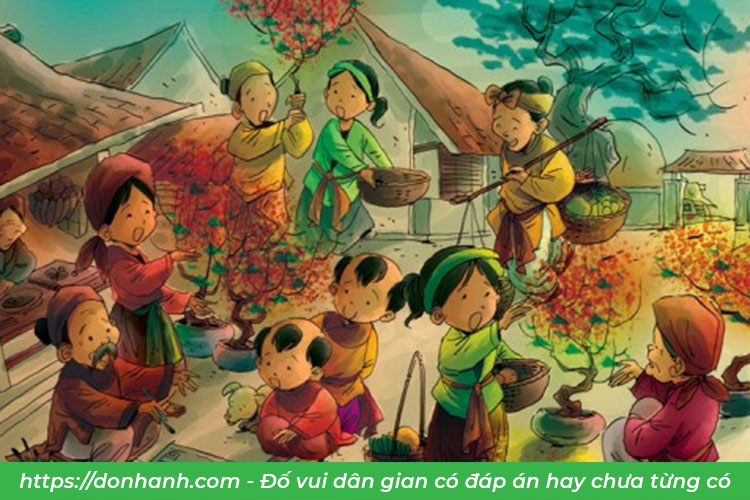 https://donhanh.com - Đố vui dân gian có đáp án hay chưa từng có